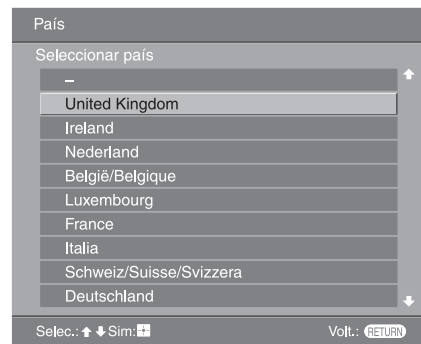 País
Seleccionar país
–
United Kingdom
Ireland
Nederland
België/Belgique
Luxembourg
France
Italia
Schweiz/Suisse/Svizzera
Deutschland
Selec.: Sim: Volt.: RETURN